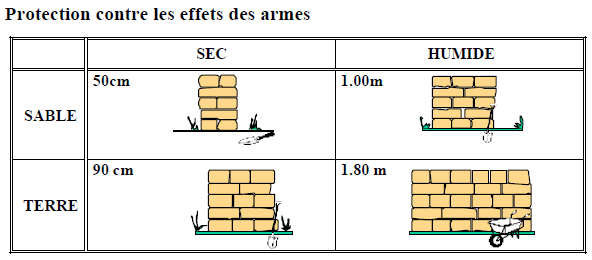 Protection contre les effets des armes
SEC HUMIDE
SABLE 50cm 1.00m
TERRE 90 cm 1.80 m